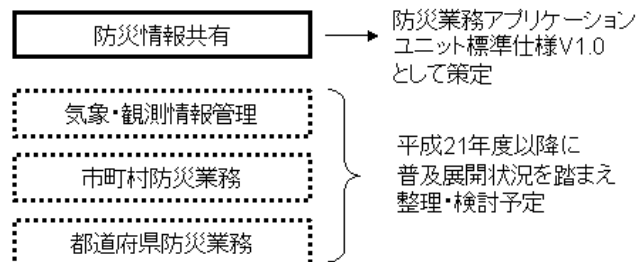 防災情報共有
防災業務アプリケーション
ユニット標準仕様V1.0
として策定
気象・観測情報管理
市町村防災業務
都道府県防災業務
平成21年度以降に
普及展開状況を踏まえ
整理・検討予定